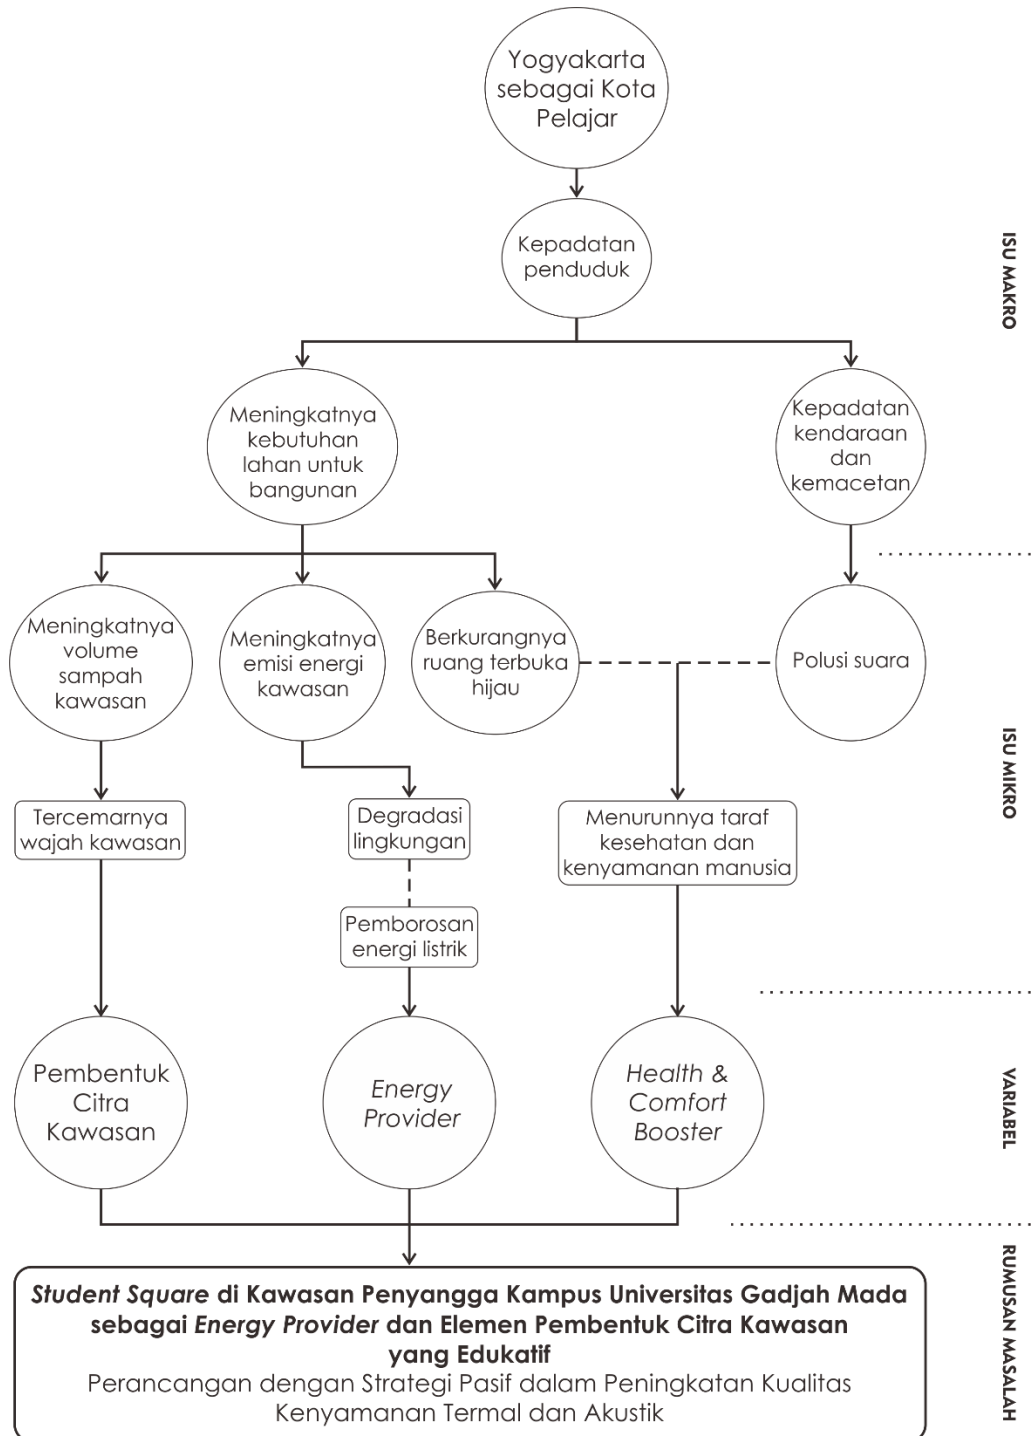 Yogyakarta
sebagai Kota
Pelajar
Kepadatan
penduduk
ISU MAKRO
Meningkatnya
kebutuhan
lahan untuk
bangunan
Kepadatan
kendaraan
dan
kemacetan
Meningkatnya
volume
sampah
kawasan
Meningkatnya
emisi energi
kawasan
Berkurangnya
ruang terbuka
hijau
Polusi suara
ISU MIKRO
Tercemarnya
wajah kawasan
Degradasi
lingkungan
Menurunnya taraf
kesehatan dan
kenyamanan manusia
Pemborosan
energi listrik
Pembentuk
Citra
Kawasan
Energy
Provider
Health &
Comfort
Booster
VARIABEL
Student Square di Kawasan Penyangga Kampus Universitas Gadjah Mada
sebagai Energy Provider dan Elemen Pembentuk Citra Kawasan
yang Edukatif
Perancangan dengan Strategi Pasif dalam Peningkatan Kualitas
Kenyamanan Termal dan Akustik
RUMUSAN MASALAH